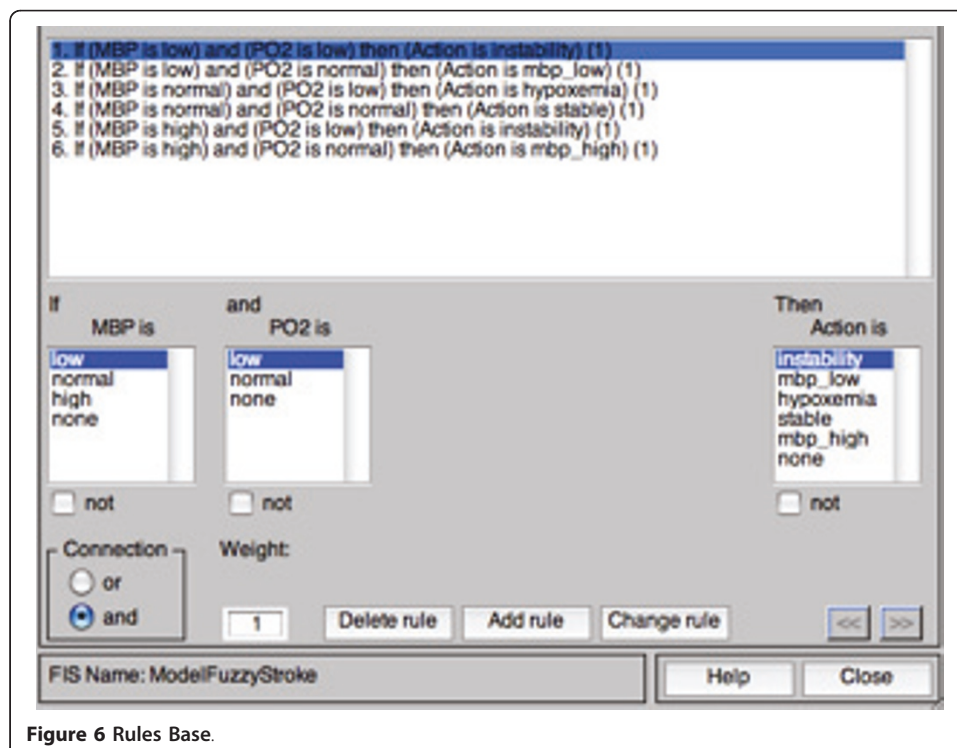 1. If (MBP is low) and (PO2 is low) then (Action is instability) (1)
2. If (MBP is low) and (PO2 is normal) then (Action is mbp_low) (1)
3. If (MBP is normal) and (PO2 is low) then (Action is hypoxemia) (1)
4. If (MBP is normal) and (PO2 is normal) then (Action is stable) (1)
5. If (MBP is high) and (PO2 is low) then (Action is instability) (1)
6. If (MBP is high) and (PO2 is normal) then (Action is mbp_high) (1)
If
MBP is
low
normal
high
none
not
and
PO2 is
low
normal
none
not
Then
Action is
instability
mbp_low
hypoxemia
stable
mbp_high
none
not
Connection
or
and
Weight:
1
Delete rule
Add rule
Change rule
<<
>>
FIS Name: ModelFuzzyStroke
Help
Close
Figure 6 Rules Base.